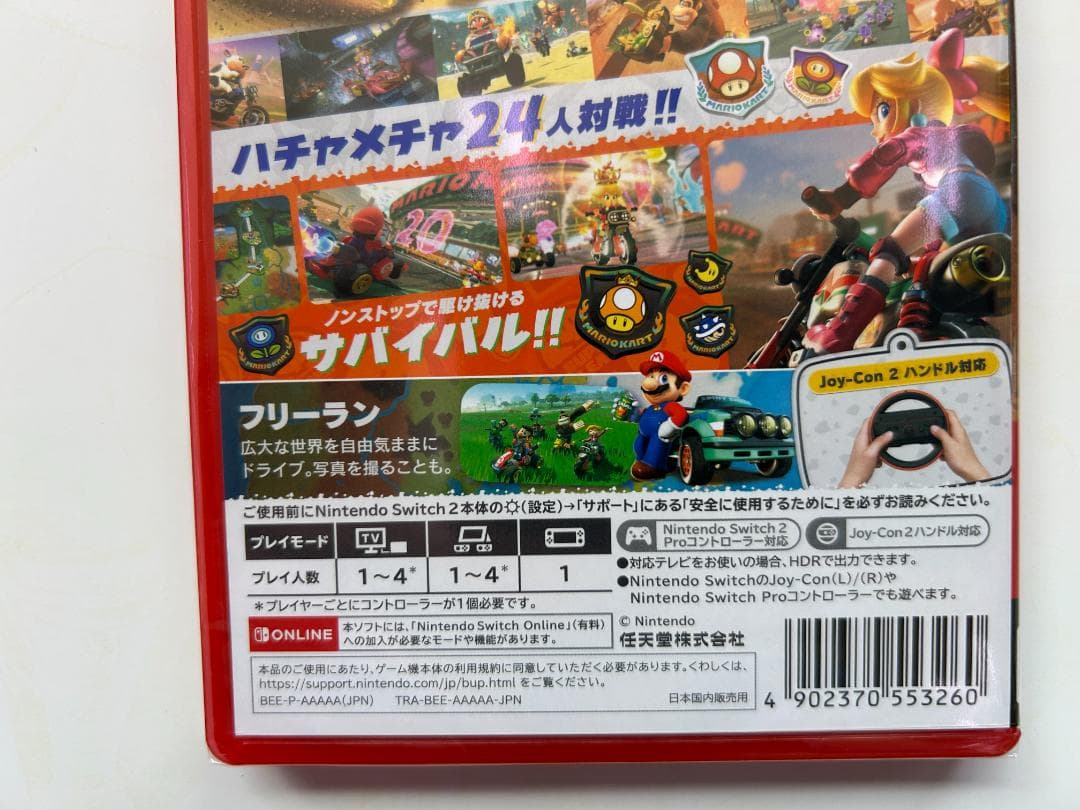 MARIO KART
MARIO KART
ハチャメチャ24人対戦!!
MARIO
20
ART
ノンストップで駆け抜ける
サバイバル!!
MARIO KART
MARIO KART
MARIO KART
MARIO KART
Joy-Con 2 ハンドル対応
フリーラン
広大な世界を自由気ままに
ドライブ。写真を撮ることも。
ご使用前にNintendo Switch 2本体の(設定)→「サポート」にある「安全に使用するために」を必ずお読みください。
プレイモード
TV
プレイ人数 1～4* 1～4* 1
*プレイヤーごとにコントローラーが1個必要です。
Nintendo Switch 2
Proコントローラー対応
Joy-Con 2ハンドル対応
●対応テレビをお使いの場合、HDRで出力できます。
●Nintendo SwitchのJoy-Con(L)/(R)や
Nintendo Switch Proコントローラーでも遊べます。
ONLINE
本ソフトには、「Nintendo Switch Online」(有料)
への加入が必要なモードや機能があります。
© Nintendo
任天堂株式会社
本品のご使用にあたり、ゲーム機本体の利用規約に同意していただく必要があります。くわしくは、
https://support.nintendo.com/jp/bup.html をご覧ください。
BEE-P-AAAAA(JPN) TRA-BEE-AAAAA-JPN
日本国内販売用
4 902370 553260